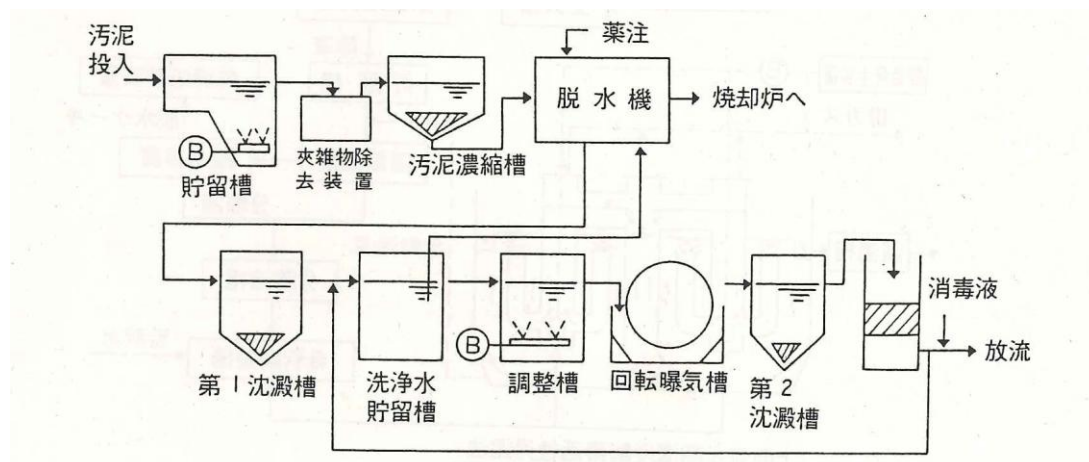 汚泥
投入
B
貯留槽
夾雑物除
去装置
汚泥濃縮槽
薬注
脱水機
焼却炉へ
第1沈澱槽
洗浄水
貯留槽
B
調整槽
回転曝気槽
第2
沈澱槽
消毒液
放流